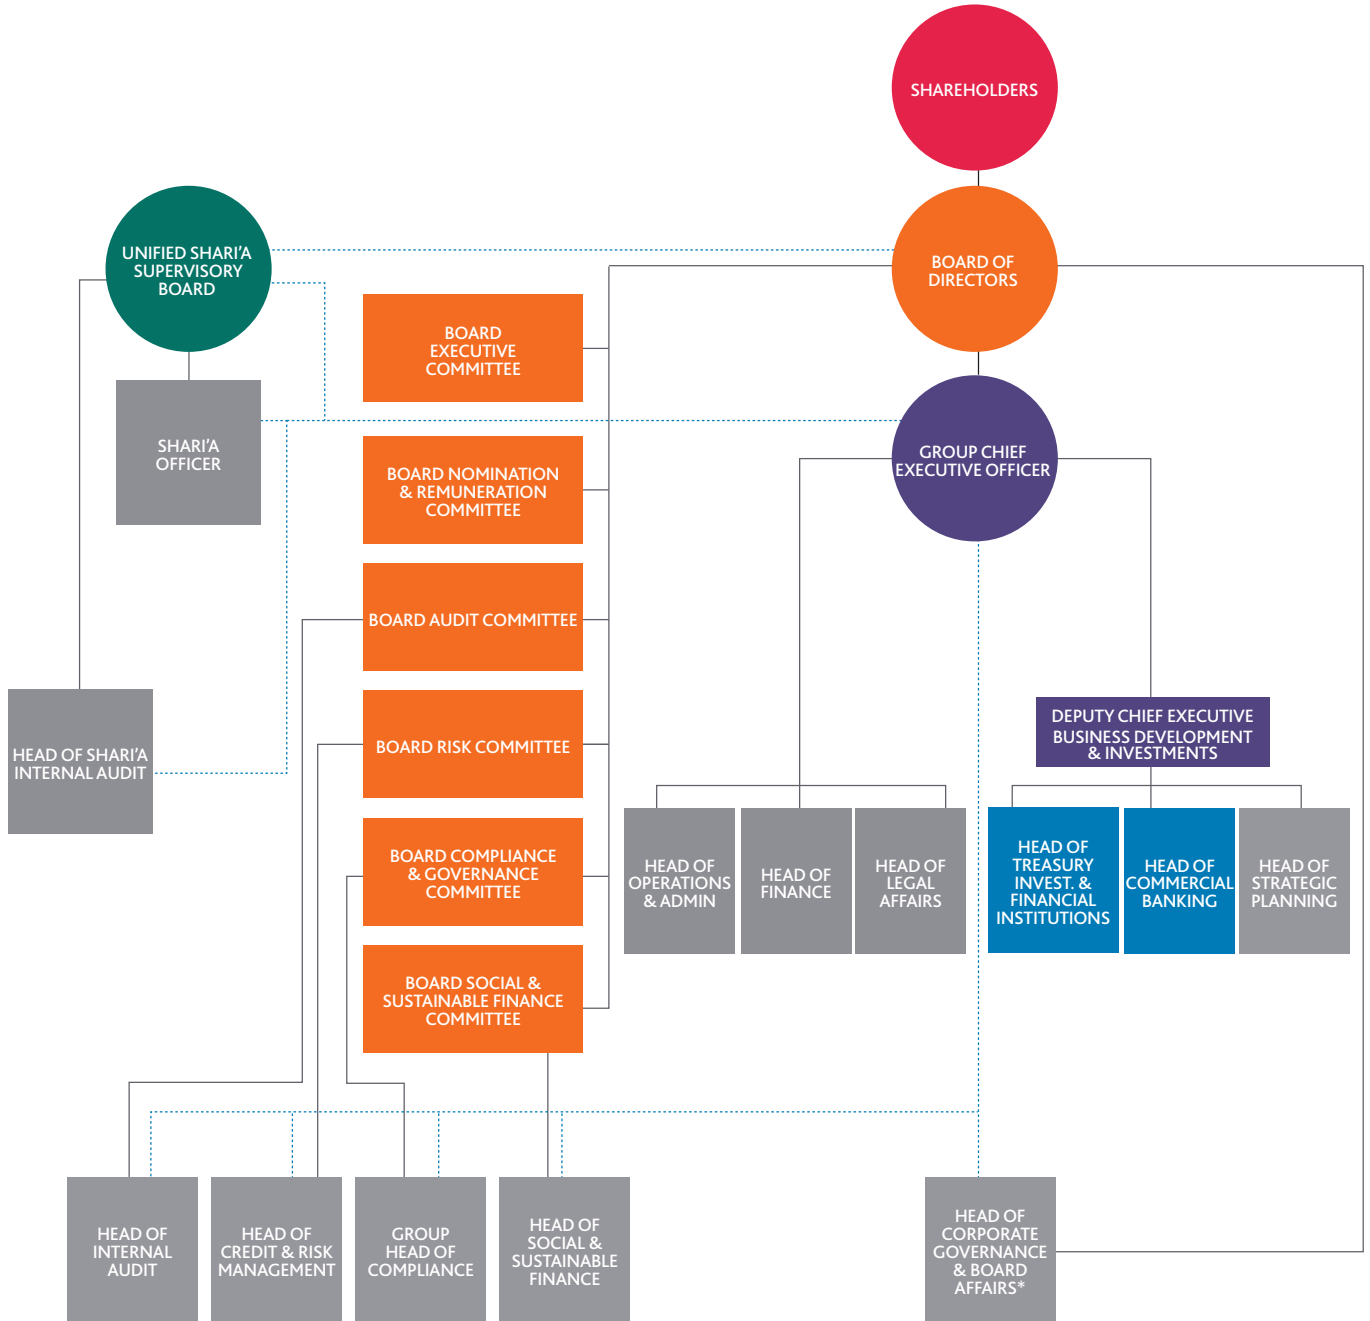 SHAREHOLDERS
UNIFIED SHARI'A
SUPERVISORY
BOARD
BOARD OF
DIRECTORS
BOARD
EXECUTIVE
COMMITTEE
SHARI'A
OFFICER
BOARD NOMINATION
& REMUNERATION
COMMITTEE
GROUP CHIEF
EXECUTIVE OFFICER
BOARD AUDIT COMMITTEE
HEAD OF SHARI'A
INTERNAL AUDIT
BOARD RISK COMMITTEE
DEPUTY CHIEF EXECUTIVE
BUSINESS DEVELOPMENT
& INVESTMENTS
BOARD COMPLIANCE
& GOVERNANCE
COMMITTEE
HEAD OF
OPERATIONS
& ADMIN
HEAD OF
FINANCE
HEAD OF
LEGAL
AFFAIRS
HEAD OF
TREASURY
INVEST. &
FINANCIAL
INSTITUTIONS
HEAD OF
COMMERCIAL
BANKING
HEAD OF
STRATEGIC
PLANNING
BOARD SOCIAL &
SUSTAINABLE FINANCE
COMMITTEE
HEAD OF
INTERNAL
AUDIT
HEAD OF
CREDIT & RISK
MANAGEMENT
GROUP
HEAD OF
COMPLIANCE
HEAD OF
SOCIAL &
SUSTAINABLE
FINANCE
HEAD OF
CORPORATE
GOVERNANCE
& BOARD
AFFAIRS*